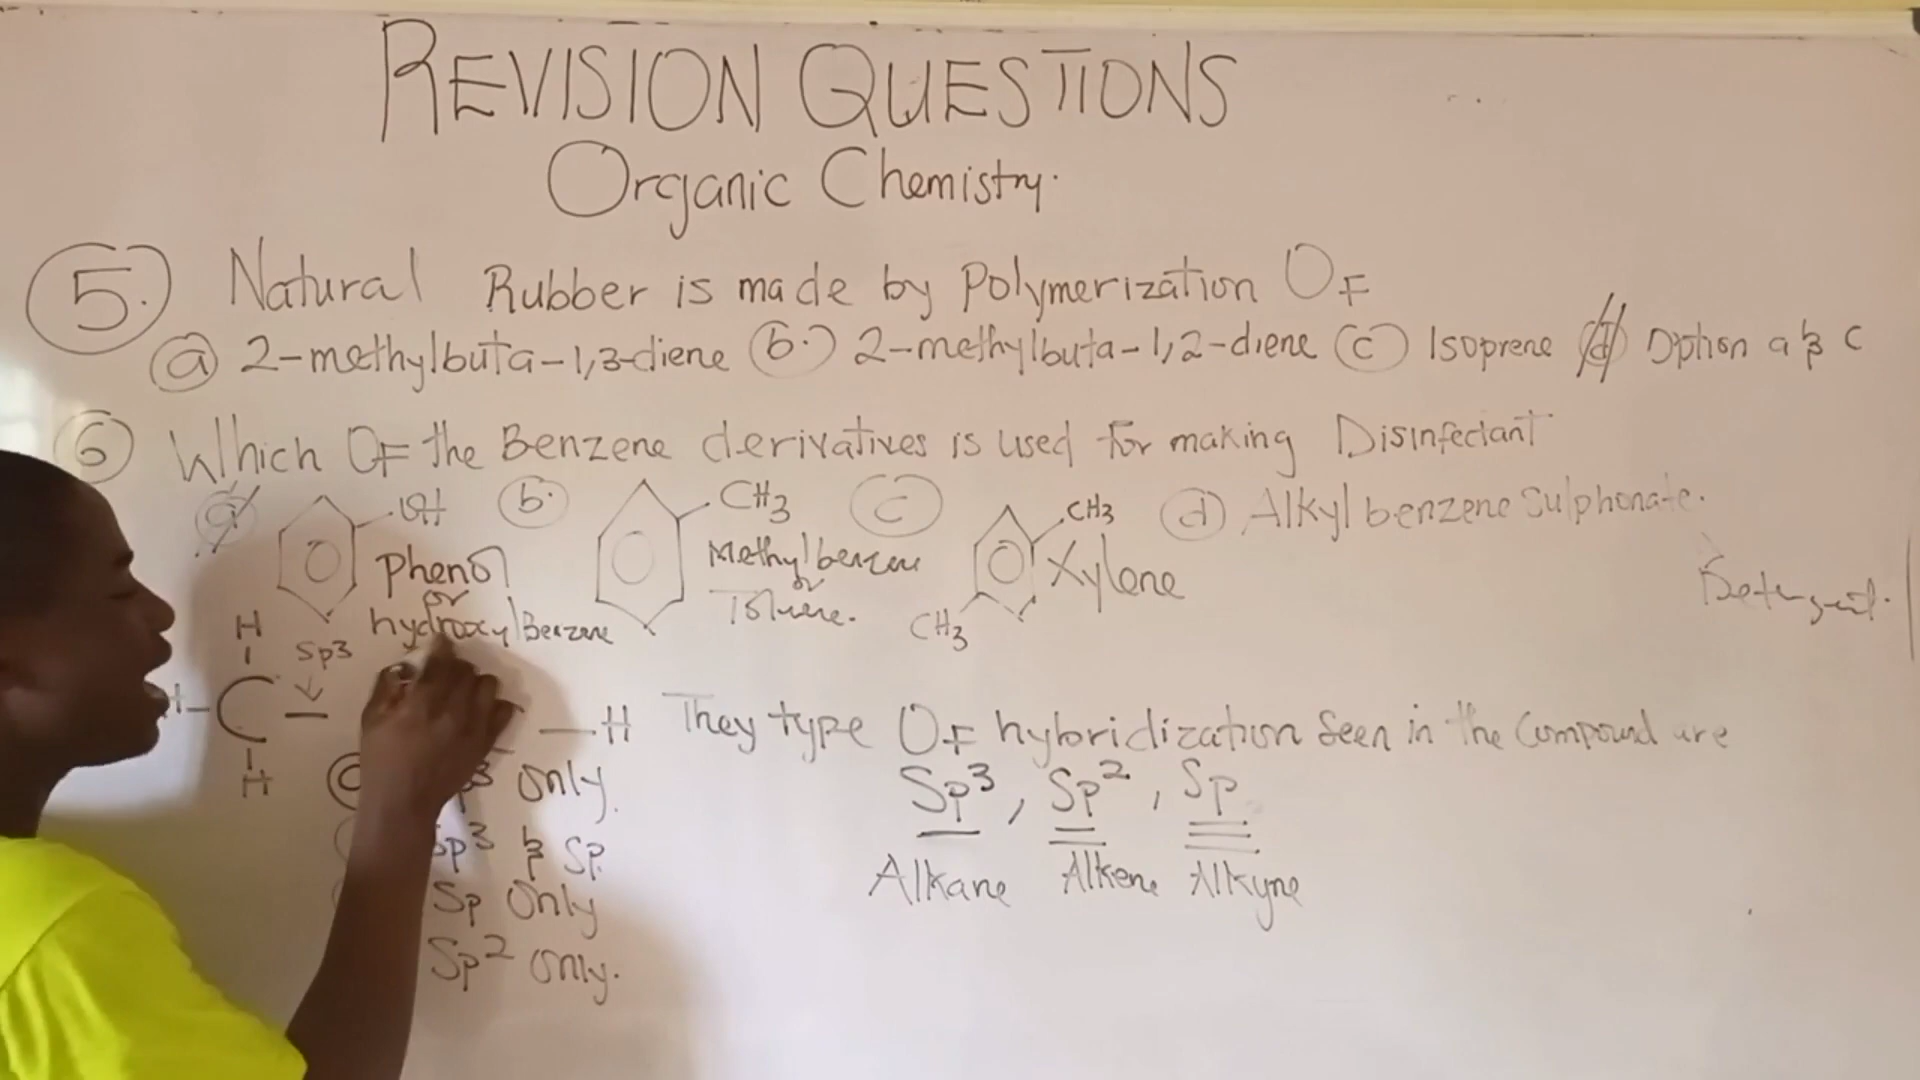 REVISION QUESTIONS
Organic Chemistry.
5. Natural Rubber is made by Polymerization OF
a 2-methylbuta-1,3-diene b. 2-methylbuta-1,2-diene c Isoprene d Option a & c
6 Which OF the Benzene derivatives is used for making Disinfectant
a OH b. CH3 c CH3 d Alkyl benzene Sulphonate.
Phenol or hydroxylBenzene
Methylbenzene or Toluene.
Xylene
CH3
Detergent.
H
Sp3
H-C-
H
-H They type OF hybridization Seen in the Compound are
Sp3, Sp2, Sp
Alkane Alkene Alkyne
only.
Sp3 & Sp.
Sp Only
Sp2 only.